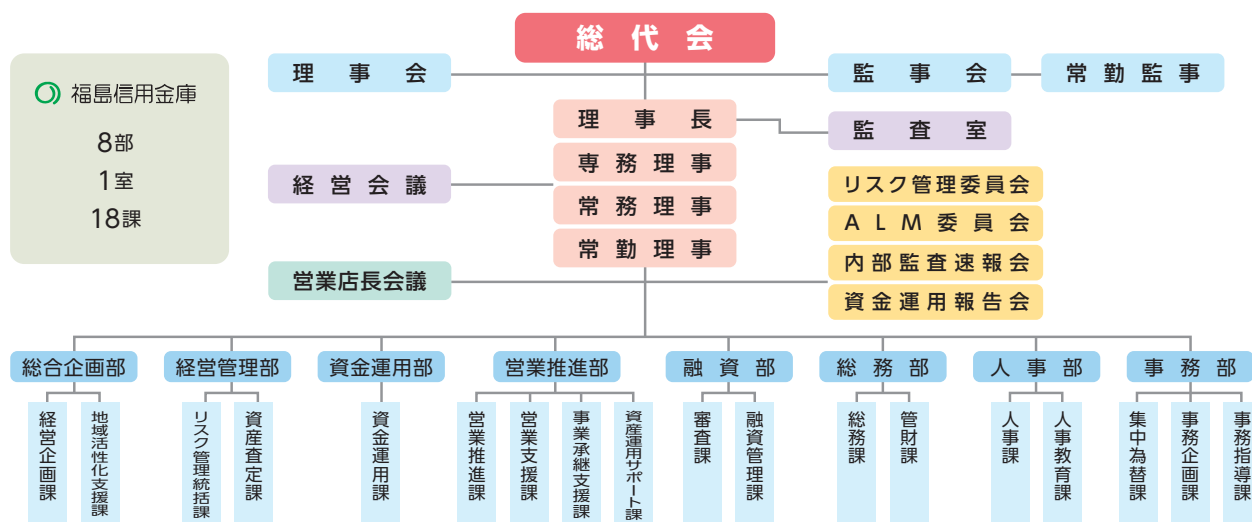 総代会
理事会
監事会
常勤監事
福島信用金庫
8部
1室
18課
理事長
監査室
専務理事
経営会議
常務理事
常勤理事
リスク管理委員会
ALM委員会
内部監査速報会
資金運用報告会
営業店長会議
総合企画部
経営管理部
資金運用部
営業推進部
融資部
総務部
人事部
事務部
経営企画課
地域活性化支援課
リスク管理統括課
資産査定課
資金運用課
営業推進課
営業支援課
事業承継支援課
資産運用サポート課
審査課
融資管理課
総務課
管財課
人事課
人事教育課
集中為替課
事務企画課
事務指導課